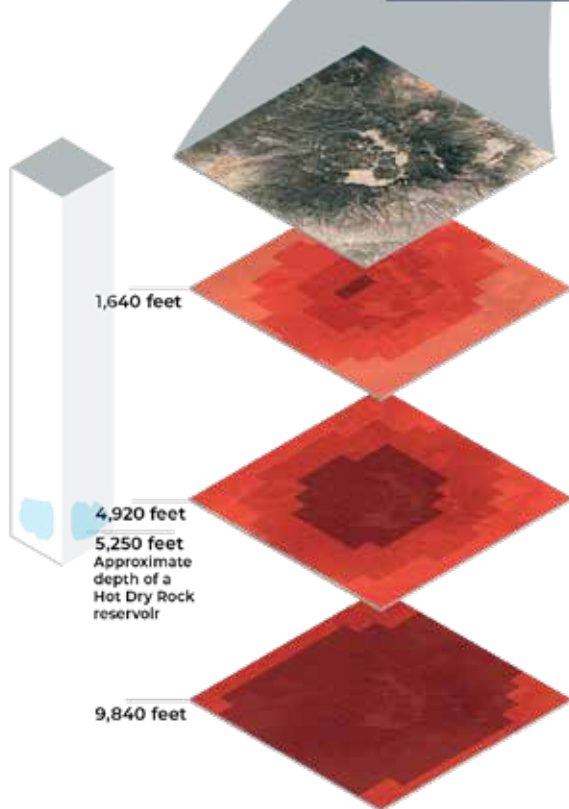 1,640 feet
4,920 feet
5,250 feet
Approximate
depth of a
Hot Dry Rock
reservoir
9,840 feet